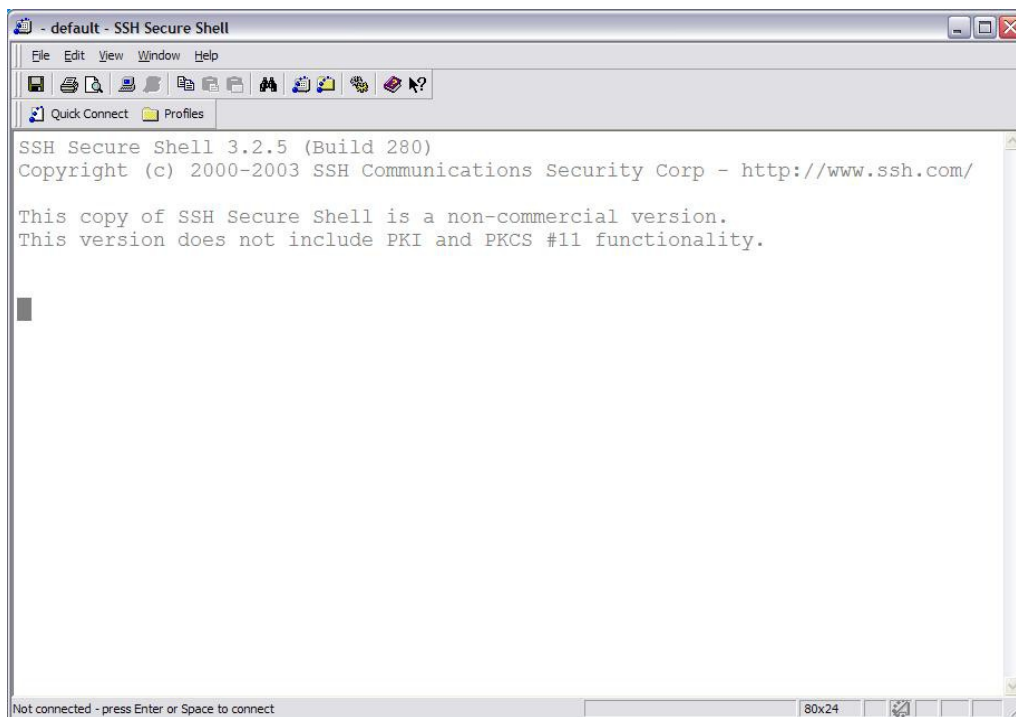 - default - SSH Secure Shell
File Edit View Window Help
Quick Connect Profiles
SSH Secure Shell 3.2.5 (Build 280)
Copyright (c) 2000-2003 SSH Communications Security Corp - http://www.ssh.com/
This copy of SSH Secure Shell is a non-commercial version.
This version does not include PKI and PKCS #11 functionality.
Not connected - press Enter or Space to connect 80x24